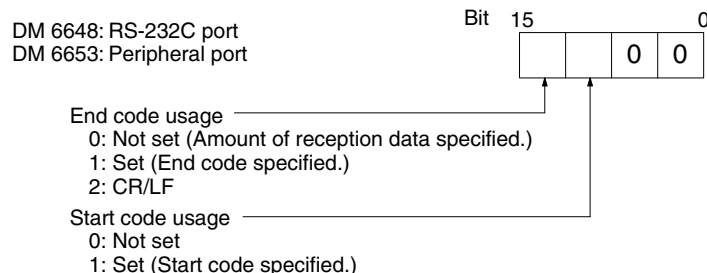 DM 6648: RS-232C port
DM 6653: Peripheral port
Bit 15 0
0 0
End code usage
0: Not set (Amount of reception data specified.)
1: Set (End code specified.)
2: CR/LF
Start code usage
0: Not set
1: Set (Start code specified.)